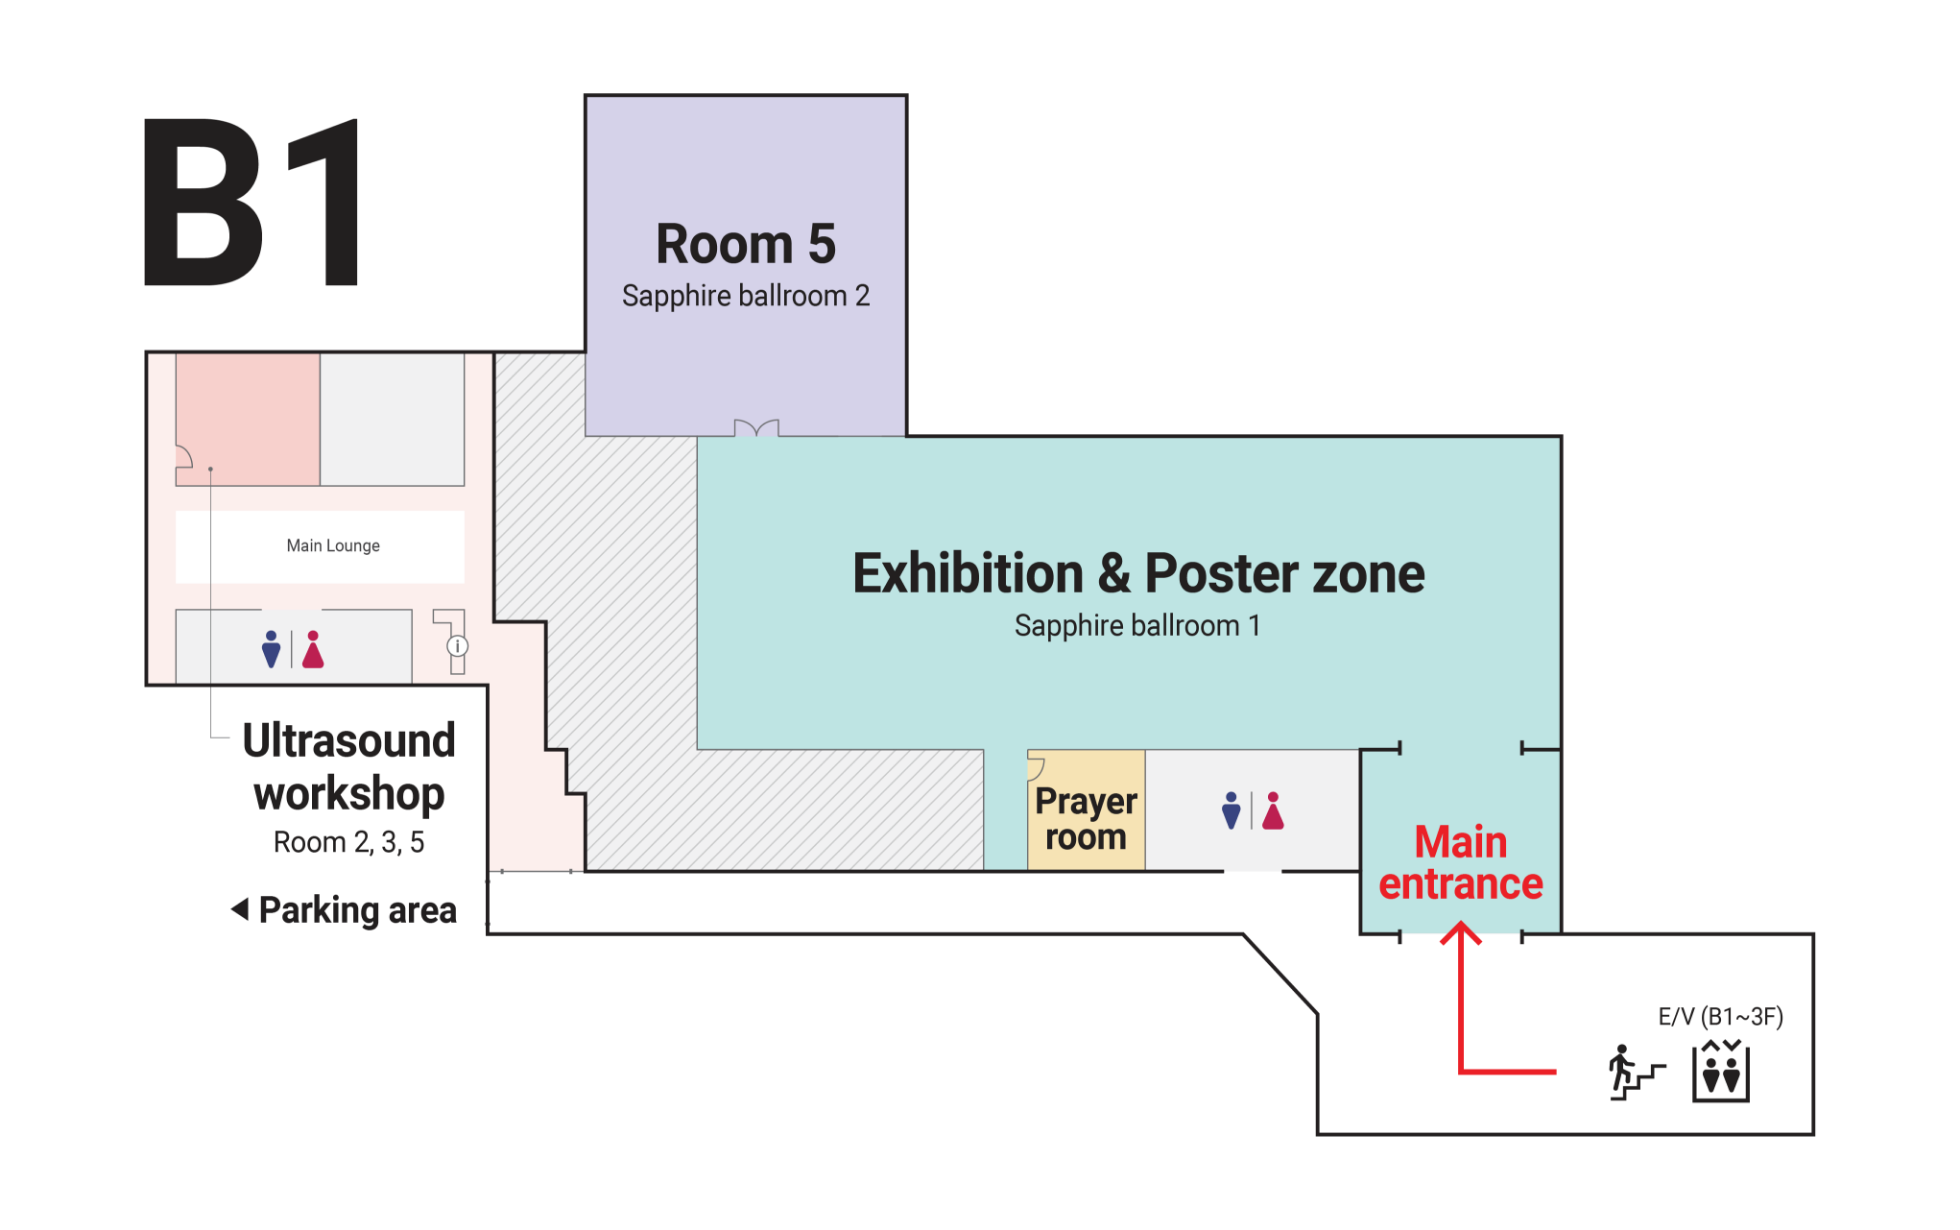 B1
Room 5
Sapphire ballroom 2
Main Lounge
i
Exhibition & Poster zone
Sapphire ballroom 1
Ultrasound
workshop
Room 2, 3, 5
◀ Parking area
Prayer
room
Main
entrance
E/V (B1~3F)